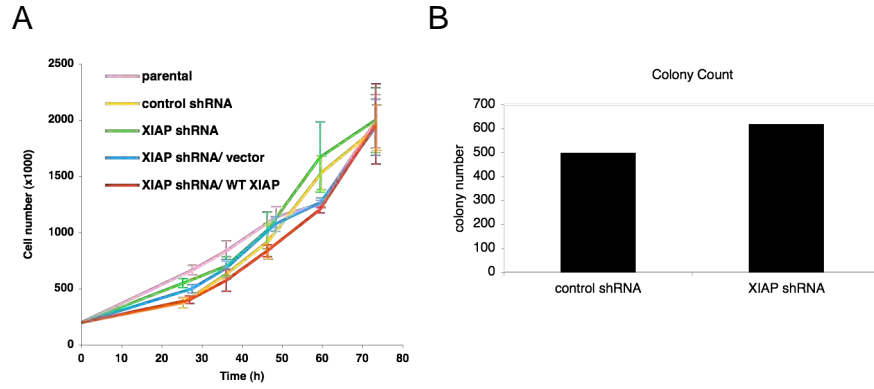 A
B
2500
2000
1500
1000
500
0
Cell number (x1000)
parental
control shRNA
XIAP shRNA
XIAP shRNA/ vector
XIAP shRNA/ WT XIAP
0 10 20 30 40 50 60 70 80
Time (h)
Colony Count
700
600
500
400
300
200
100
0
colony number
control shRNA XIAP shRNA